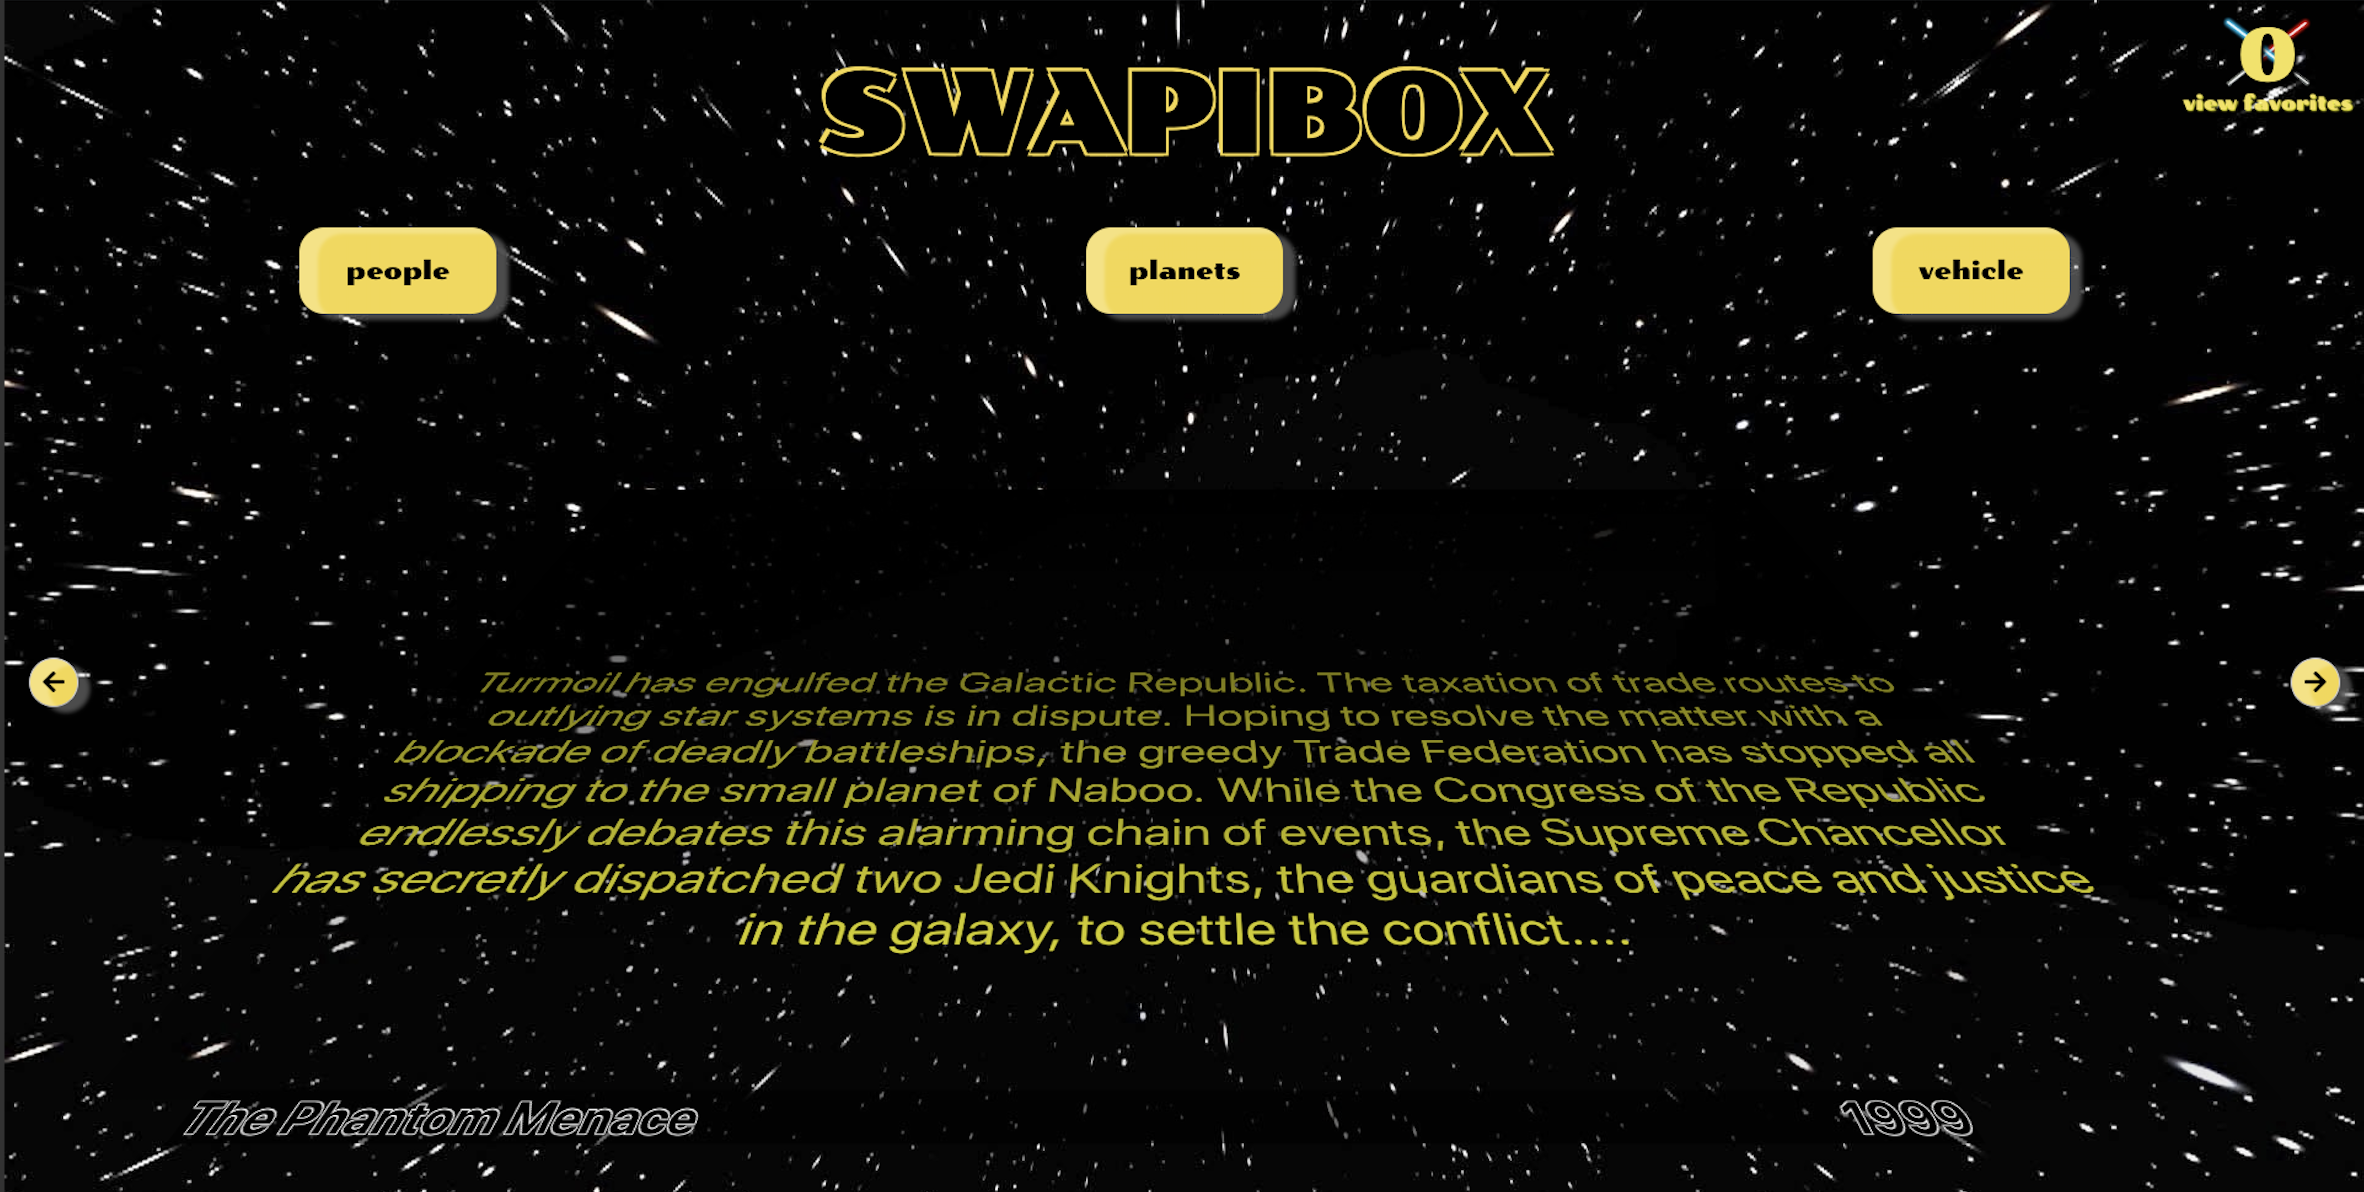 SWAPIBOX
0
view favorites
people
planets
vehicle
Turmoil has engulfed the Galactic Republic. The taxation of trade routes to
outlying star systems is in dispute. Hoping to resolve the matter with a
blockade of deadly battleships, the greedy Trade Federation has stopped all
shipping to the small planet of Naboo. While the Congress of the Republic
endlessly debates this alarming chain of events, the Supreme Chancellor
has secretly dispatched two Jedi Knights, the guardians of peace and justice
in the galaxy, to settle the conflict....
The Phantom Menace
1999